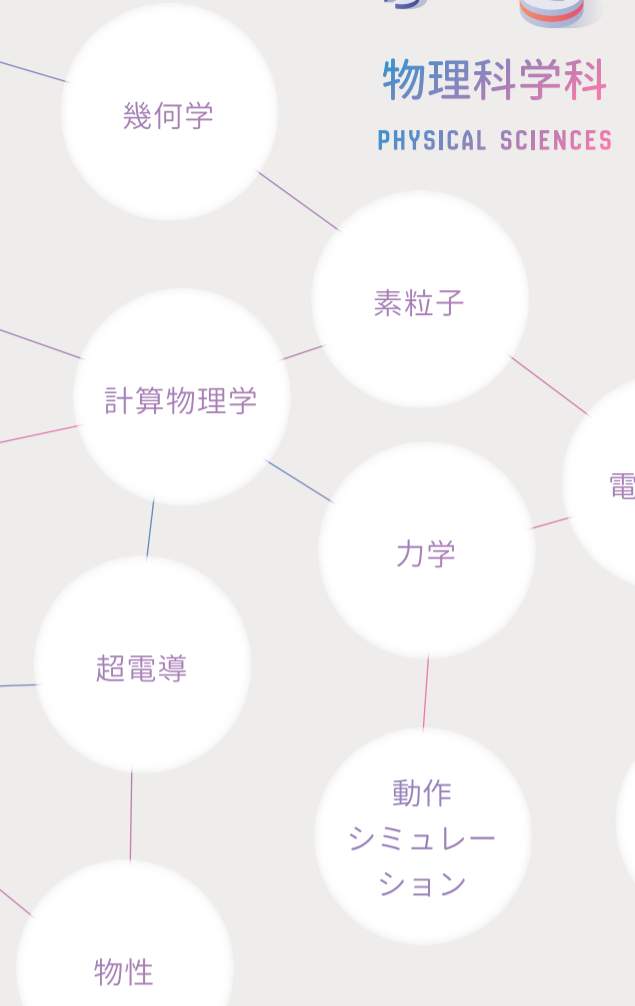 物理科学科
PHYSICAL SCIENCES
幾何学
素粒子
計算物理学
電
力学
超電導
動作
シミュレー
ション
物性